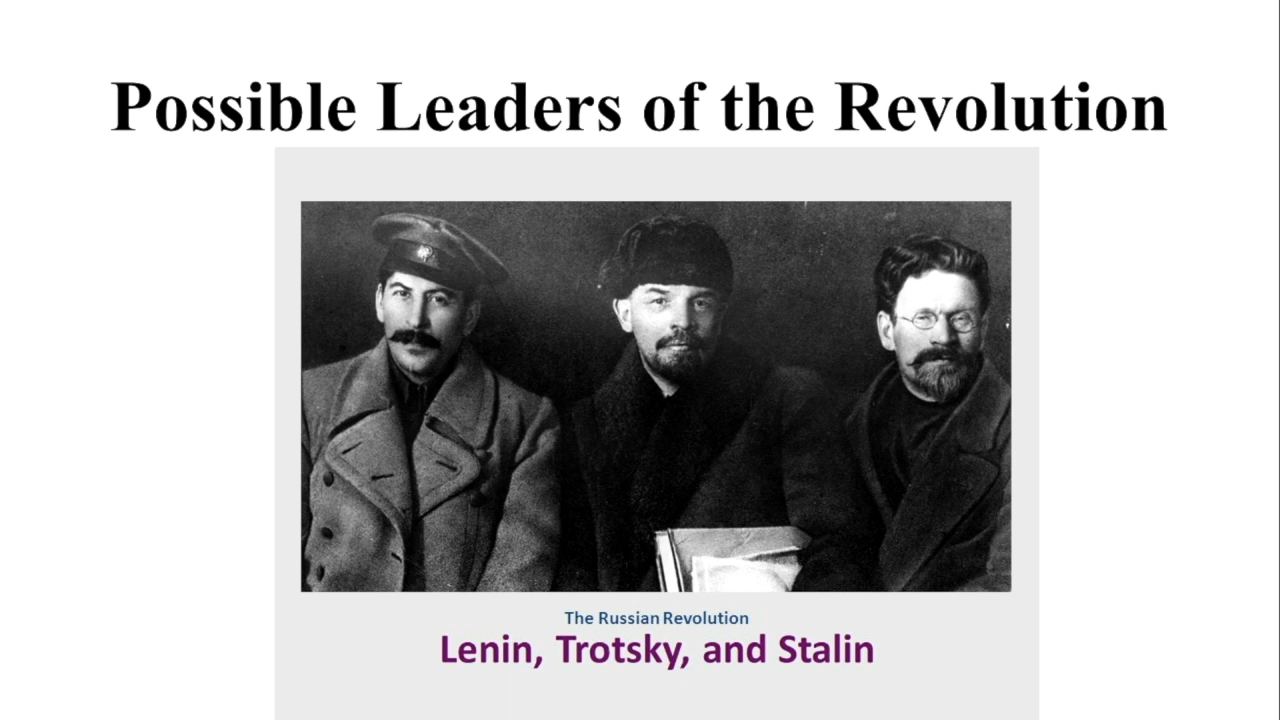 Possible Leaders of the Revolution
The Russian Revolution
Lenin, Trotsky, and Stalin